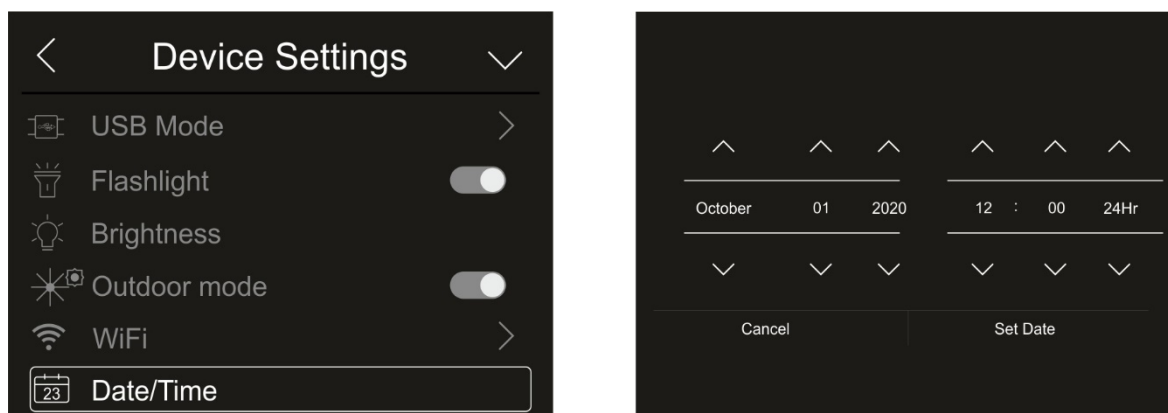 Device Settings
USB Mode
Flashlight
Brightness
Outdoor mode
WiFi
23 Date/Time
October 01 2020 12 : 00 24Hr
Cancel Set Date